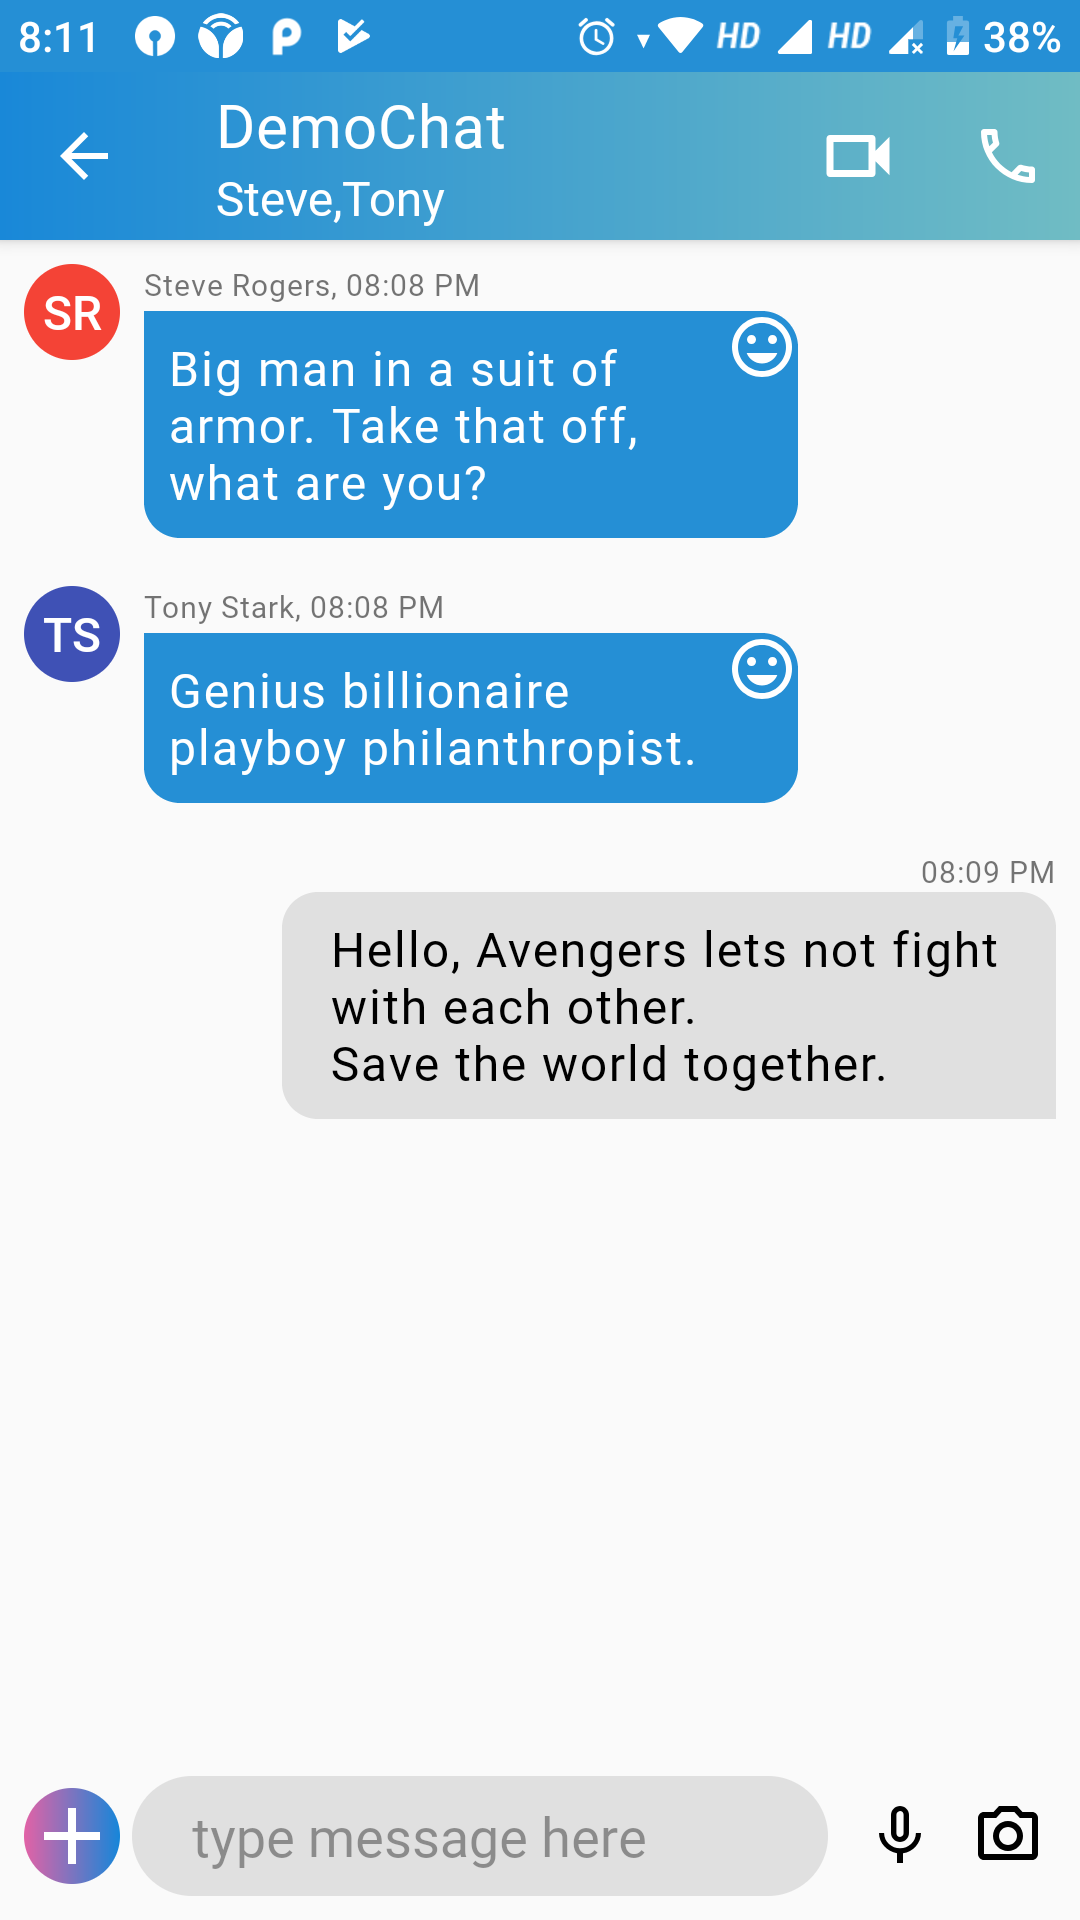 8:11 HD HD 38%
DemoChat
Steve,Tony
SR
Steve Rogers, 08:08 PM
Big man in a suit of
armor. Take that off,
what are you?
TS
Tony Stark, 08:08 PM
Genius billionaire
playboy philanthropist.
08:09 PM
Hello, Avengers lets not fight
with each other.
Save the world together.
type message here